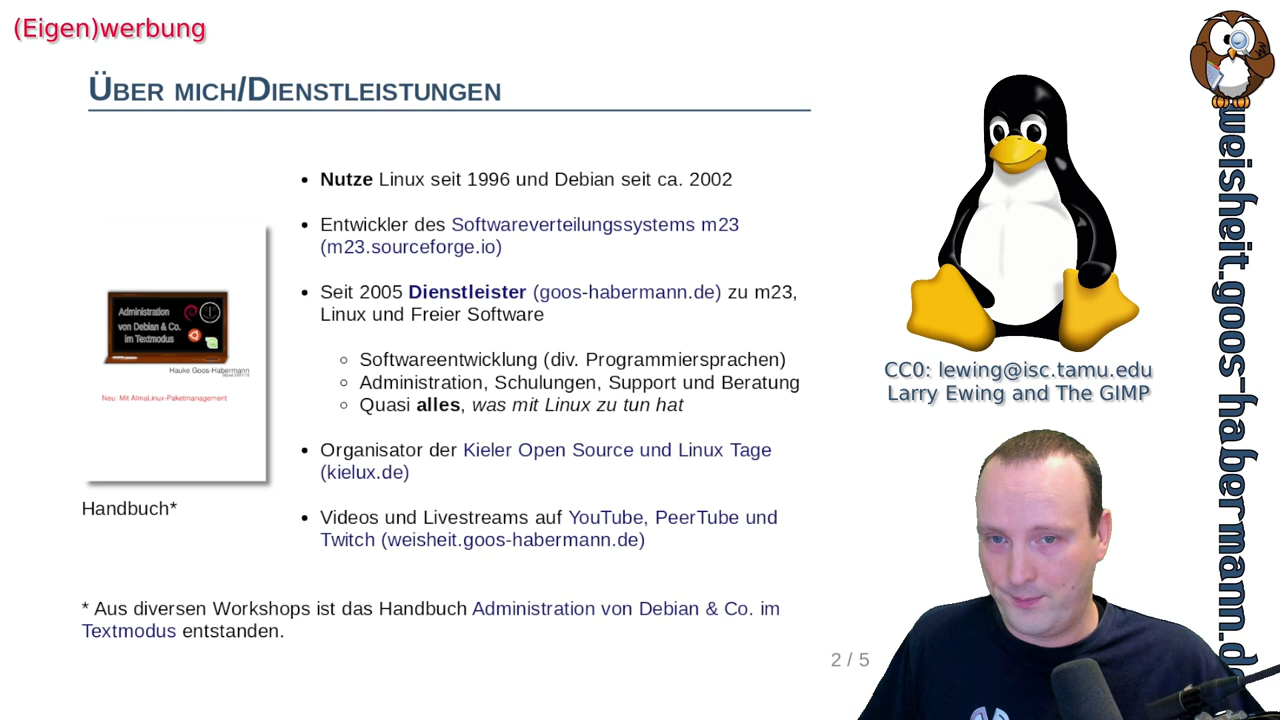 (Eigen)werbung
Über mich/Dienstleistungen
Nutze Linux seit 1996 und Debian seit ca. 2002
Entwickler des Softwareverteilungssystems m23
(m23.sourceforge.io)
Seit 2005 Dienstleister (goos-habermann.de) zu m23,
Linux und Freier Software
Softwareentwicklung (div. Programmiersprachen)
Administration, Schulungen, Support und Beratung
Quasi alles, was mit Linux zu tun hat
Organisator der Kieler Open Source und Linux Tage
(kielux.de)
Videos und Livestreams auf YouTube, PeerTube und
Twitch (weisheit.goos-habermann.de)
Administration
von Debian & Co.
im Textmodus
Hauke Goos-Habermann
Neu: Mit AlmaLinux-Paketmanagement
Handbuch*
* Aus diversen Workshops ist das Handbuch Administration von Debian & Co. im
Textmodus entstanden.
2 / 5
CC0: lewing@isc.tamu.edu
Larry Ewing and The GIMP
weisheit.goos-habermann.d